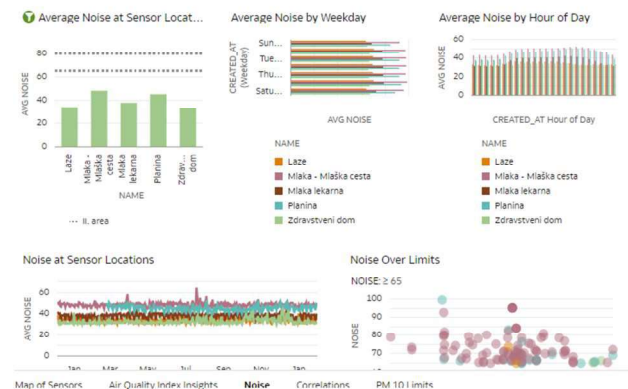 Average Noise at Sensor Locat...
80
60
40
20
0
AVG NOISE
Laze
Mlaka - Mlaška cesta
Mlaka lekarna
Planina
Zdrav... dom
NAME
II. area
Average Noise by Weekday
CREATED_AT
(Weekday)
Sun...
Tue...
Thu...
Satu...
AVG NOISE
NAME
Laze
Mlaka - Mlaška cesta
Mlaka lekarna
Planina
Zdravstveni dom
Average Noise by Hour of Day
60
40
20
0
AVG NOISE
CREATED_AT Hour of Day
NAME
Laze
Mlaka - Mlaška cesta
Mlaka lekarna
Planina
Zdravstveni dom
Noise at Sensor Locations
60
40
20
0
AVG NOISE
Jan Mar May Jul Sep Nov Jan
Noise Over Limits
NOISE: ≥ 65
100
90
80
70
NOISE
Map of Sensors Air Quality Index Insights Noise Correlations PM 10 Limits